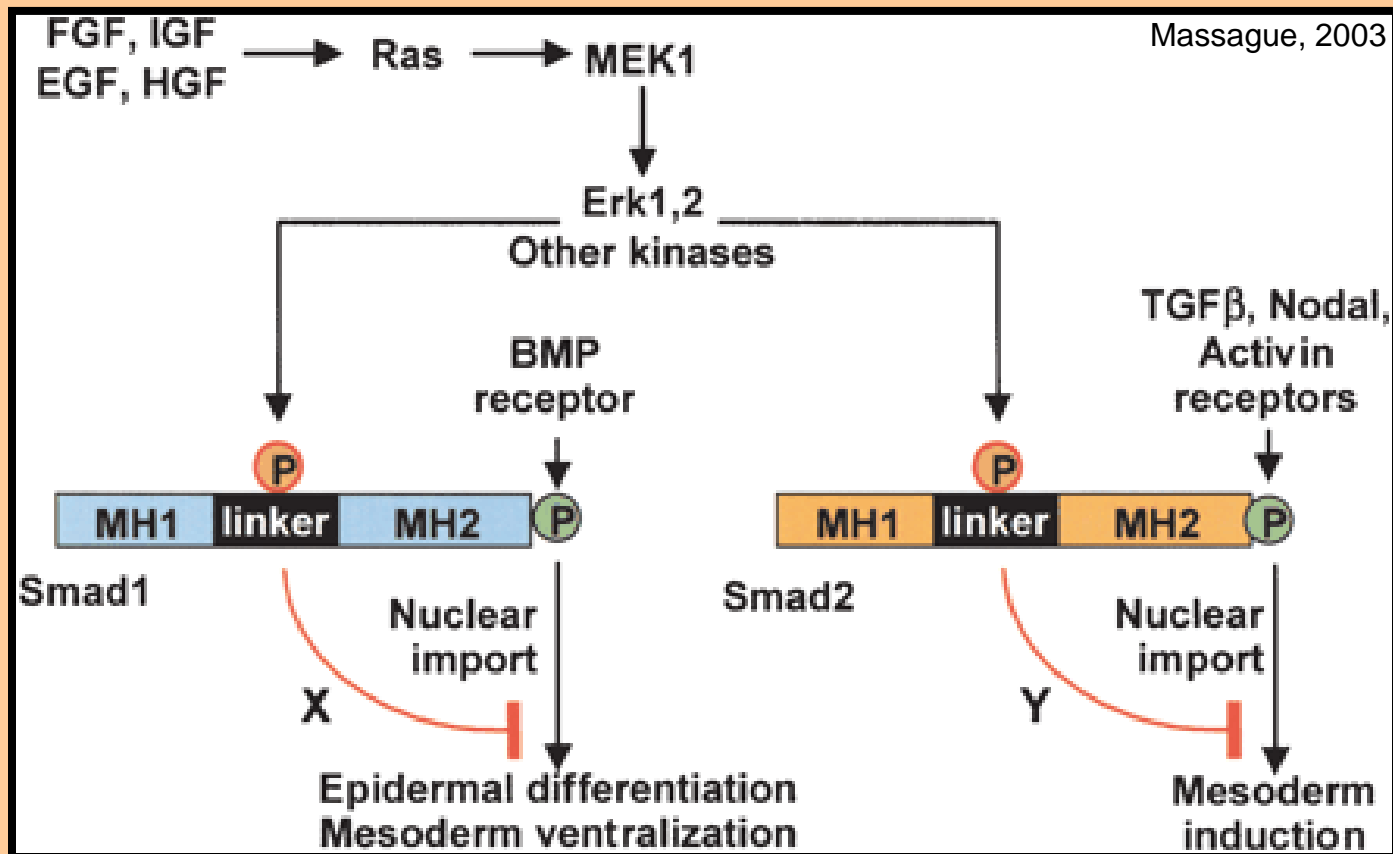 FGF, IGF
EGF, HGF
Ras
MEK1
Massague, 2003
Erk1,2
Other kinases
BMP
receptor
TGFβ, Nodal,
Activin
receptors
P
P
MH1
linker
MH2
P
MH1
linker
MH2
P
Smad1
Nuclear
import
X
Smad2
Nuclear
import
Y
Epidermal differentiation
Mesoderm ventralization
Mesoderm
induction